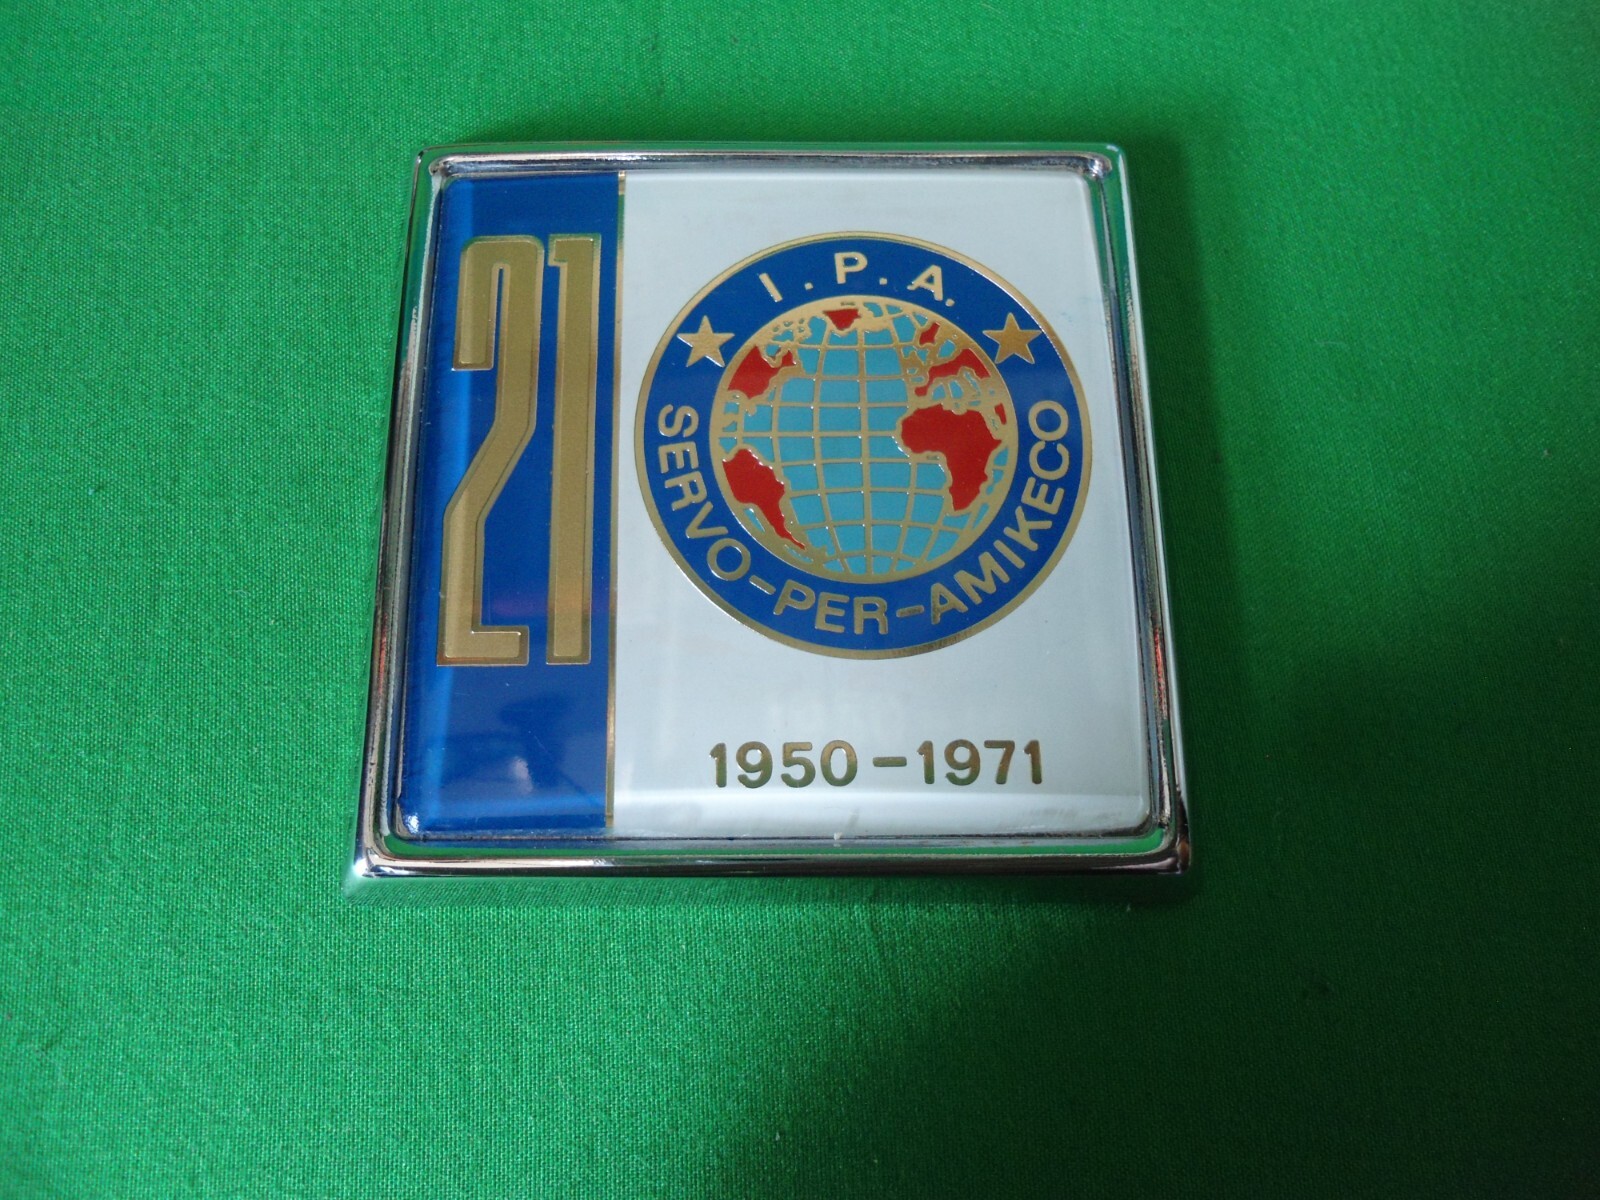 21
I.P.A.
SERVO-PER-AMIKECO
1950-1971